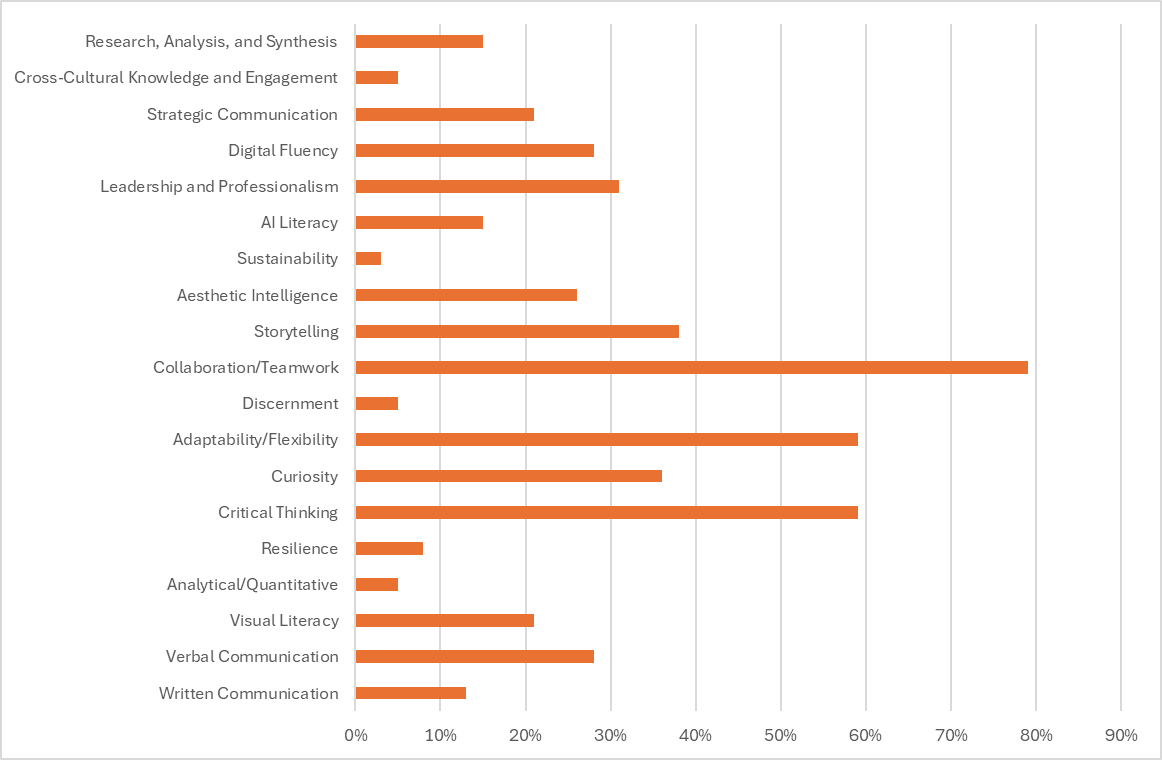 Research, Analysis, and Synthesis
Cross-Cultural Knowledge and Engagement
Strategic Communication
Digital Fluency
Leadership and Professionalism
AI Literacy
Sustainability
Aesthetic Intelligence
Storytelling
Collaboration/Teamwork
Discernment
Adaptability/Flexibility
Curiosity
Critical Thinking
Resilience
Analytical/Quantitative
Visual Literacy
Verbal Communication
Written Communication
0% 10% 20% 30% 40% 50% 60% 70% 80% 90%